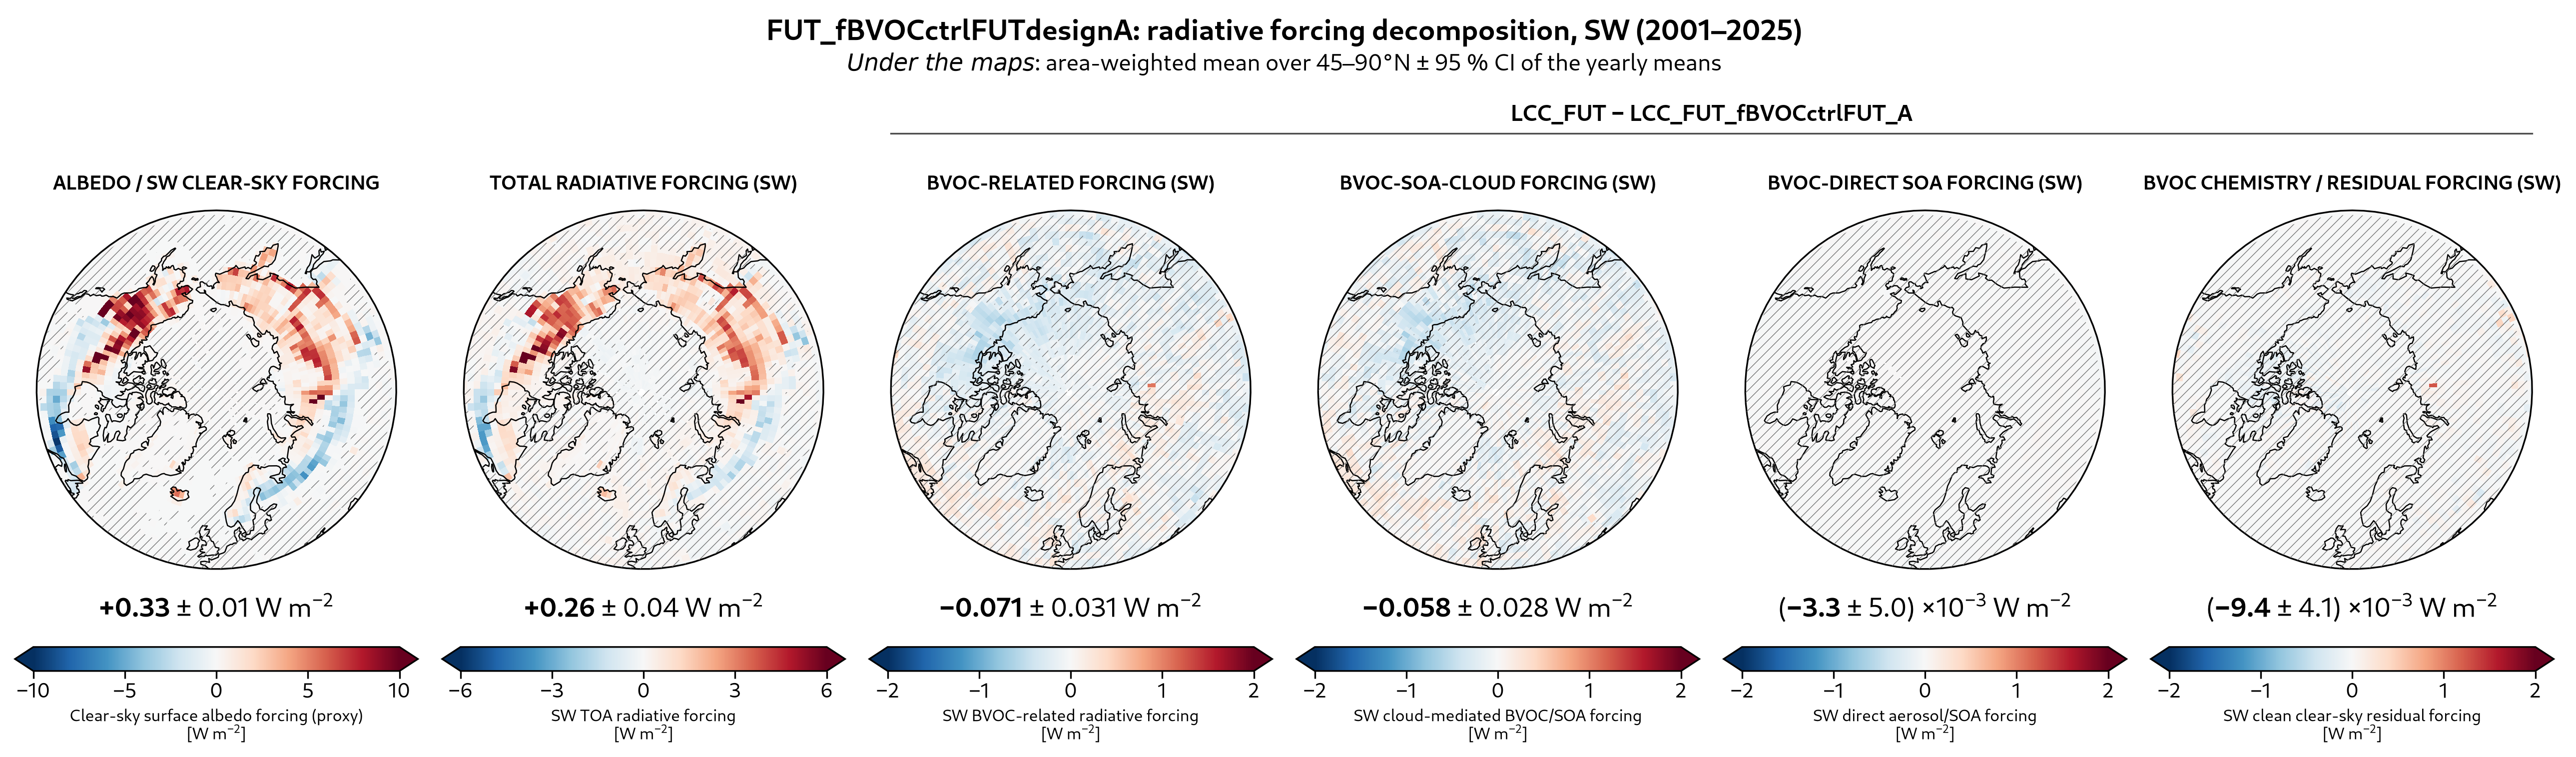 FUT_fBVOCctrlFUTdesignA: radiative forcing decomposition, SW (2001–2025)
Under the maps: area-weighted mean over 45–90°N ± 95 % CI of the yearly means
LCC_FUT − LCC_FUT_fBVOCctrlFUT_A
ALBEDO / SW CLEAR-SKY FORCING
TOTAL RADIATIVE FORCING (SW)
BVOC-RELATED FORCING (SW)
BVOC-SOA-CLOUD FORCING (SW)
BVOC-DIRECT SOA FORCING (SW)
BVOC CHEMISTRY / RESIDUAL FORCING (SW)
+0.33 ± 0.01 W m⁻²
+0.26 ± 0.04 W m⁻²
−0.071 ± 0.031 W m⁻²
−0.058 ± 0.028 W m⁻²
(−3.3 ± 5.0) ×10⁻³ W m⁻²
(−9.4 ± 4.1) ×10⁻³ W m⁻²
−10 −5 0 5 10
−6 −3 0 3 6
−2 −1 0 1 2
−2 −1 0 1 2
−2 −1 0 1 2
−2 −1 0 1 2
Clear-sky surface albedo forcing (proxy)
[W m⁻²]
SW TOA radiative forcing
[W m⁻²]
SW BVOC-related radiative forcing
[W m⁻²]
SW cloud-mediated BVOC/SOA forcing
[W m⁻²]
SW direct aerosol/SOA forcing
[W m⁻²]
SW clean clear-sky residual forcing
[W m⁻²]